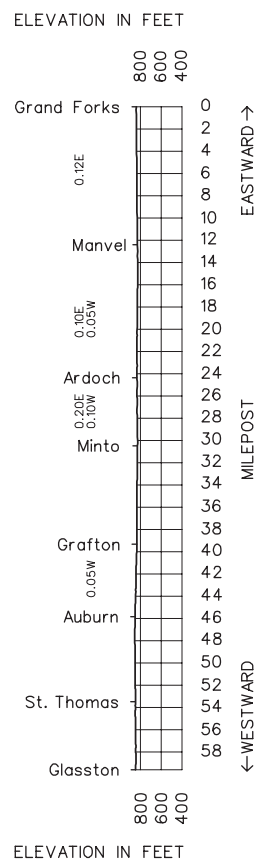 ELEVATION IN FEET
800
600
400
Grand Forks
0
2
4
0.12E
6
8
EASTWARD →
10
Manvel
12
14
16
0.10E
0.05W
18
20
22
Ardoch
24
26
0.20E
0.10W
28
Minto
30
32
34
MILEPOST
36
38
Grafton
40
0.05W
42
44
Auburn
46
48
50
52
St. Thomas
54
56
58
← WESTWARD
Glasston
800
600
400
ELEVATION IN FEET